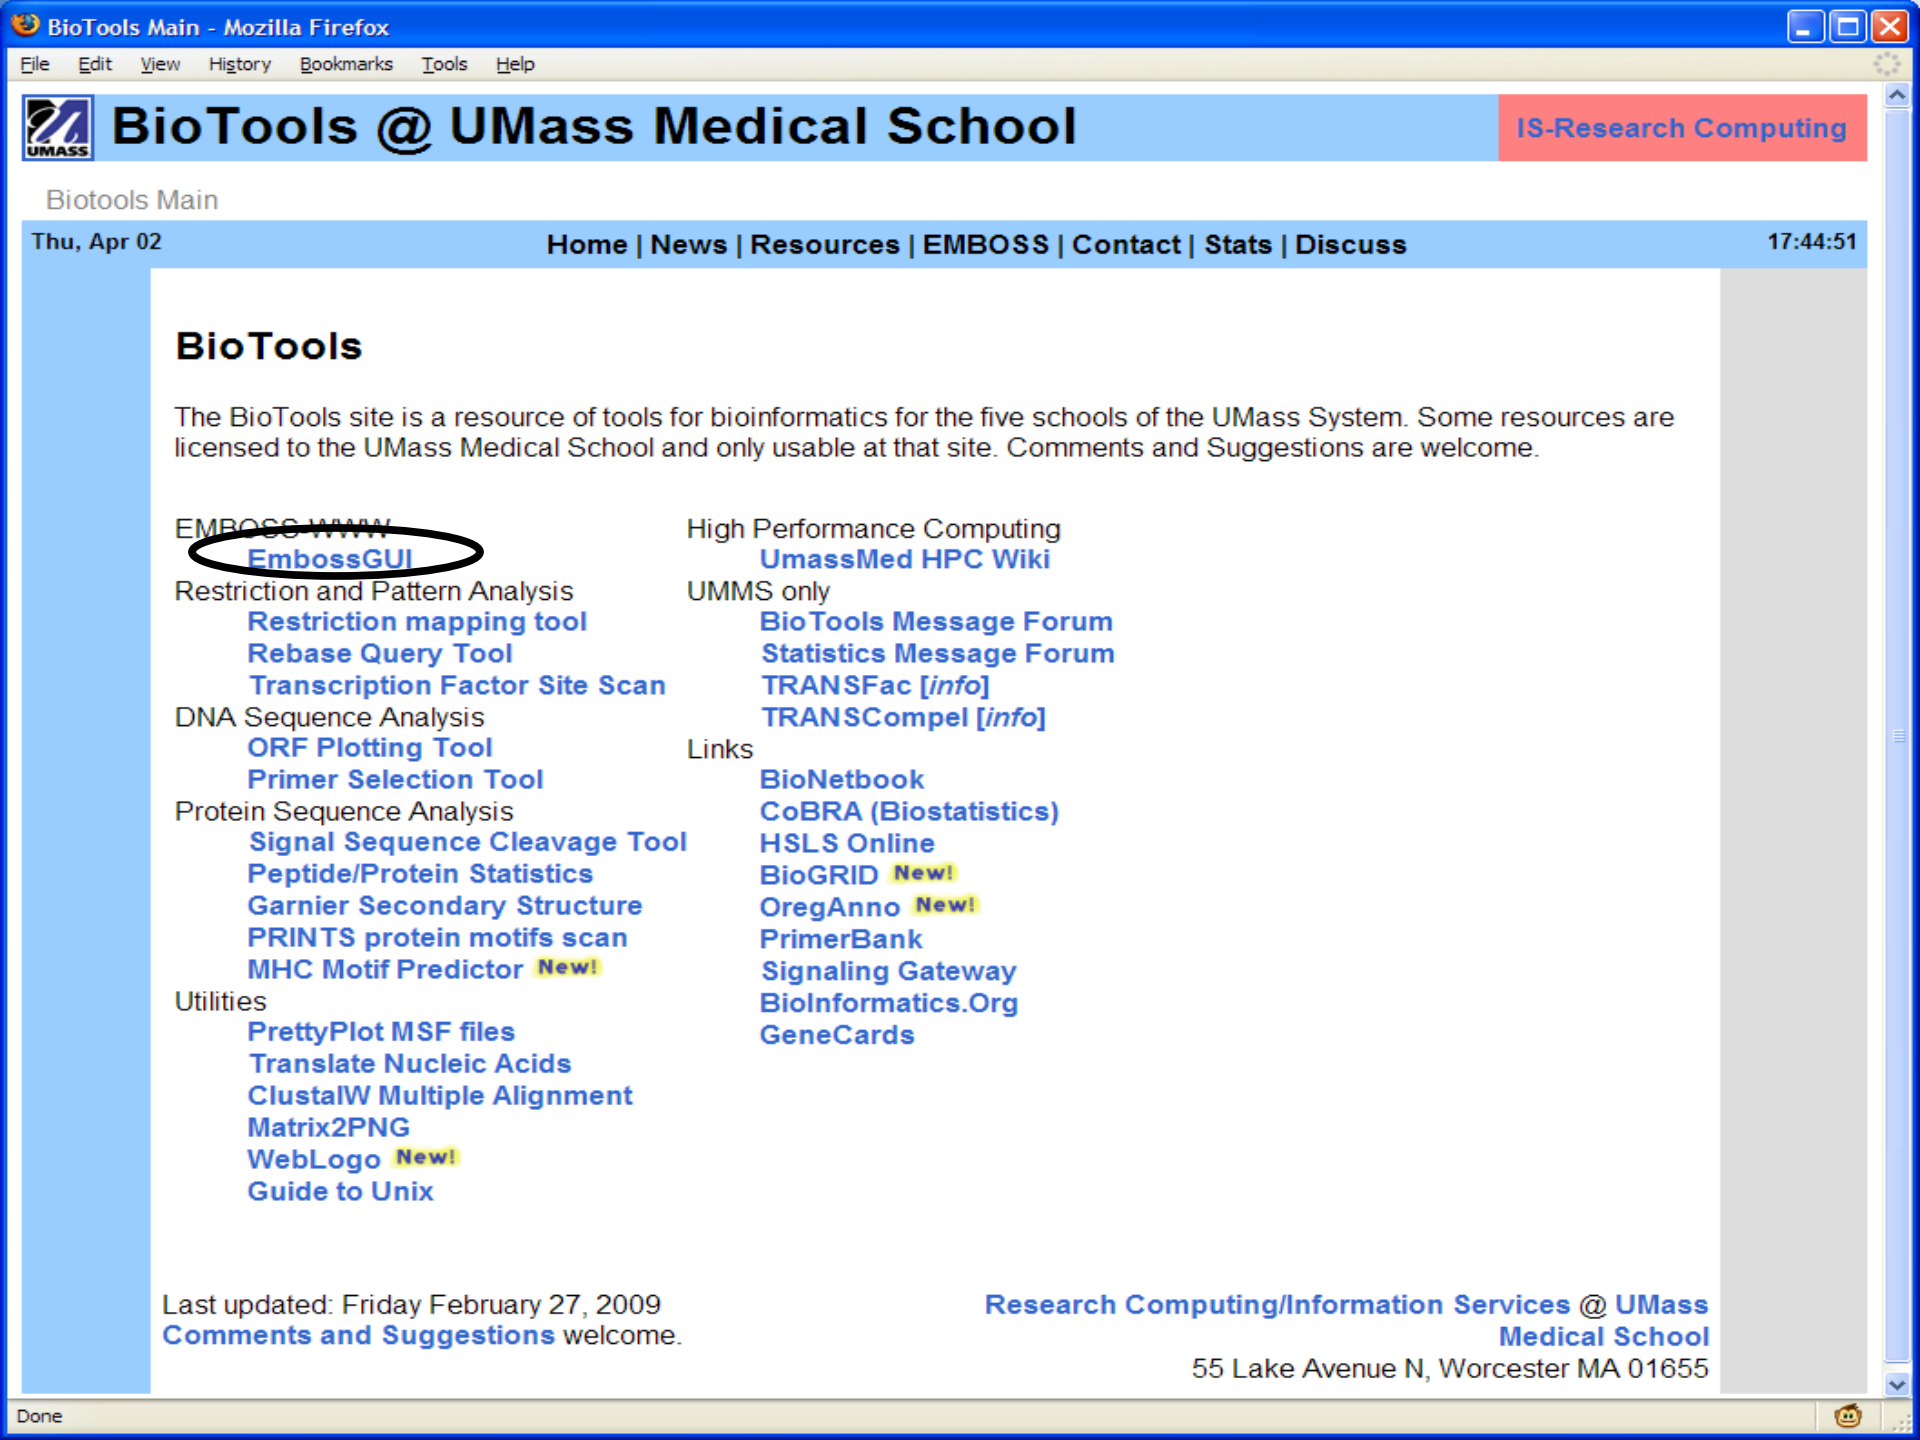 BioTools Main - Mozilla Firefox
File Edit View History Bookmarks Tools Help
UMASS
BioTools @ UMass Medical School
IS-Research Computing
Biotools Main
Thu, Apr 02
Home | News | Resources | EMBOSS | Contact | Stats | Discuss
17:44:51
BioTools
The BioTools site is a resource of tools for bioinformatics for the five schools of the UMass System. Some resources are
licensed to the UMass Medical School and only usable at that site. Comments and Suggestions are welcome.
EMBOSS-WWW
EmbossGUI
Restriction and Pattern Analysis
Restriction mapping tool
Rebase Query Tool
Transcription Factor Site Scan
DNA Sequence Analysis
ORF Plotting Tool
Primer Selection Tool
Protein Sequence Analysis
Signal Sequence Cleavage Tool
Peptide/Protein Statistics
Garnier Secondary Structure
PRINTS protein motifs scan
MHC Motif Predictor New!
Utilities
PrettyPlot MSF files
Translate Nucleic Acids
ClustalW Multiple Alignment
Matrix2PNG
WebLogo New!
Guide to Unix
High Performance Computing
UmassMed HPC Wiki
UMMS only
BioTools Message Forum
Statistics Message Forum
TRANSFac [info]
TRANSCompel [info]
Links
BioNetbook
CoBRA (Biostatistics)
HSLS Online
BioGRID New!
OregAnno New!
PrimerBank
Signaling Gateway
BioInformatics.Org
GeneCards
Last updated: Friday February 27, 2009
Comments and Suggestions welcome.
Research Computing/Information Services @ UMass
Medical School
55 Lake Avenue N, Worcester MA 01655
Done